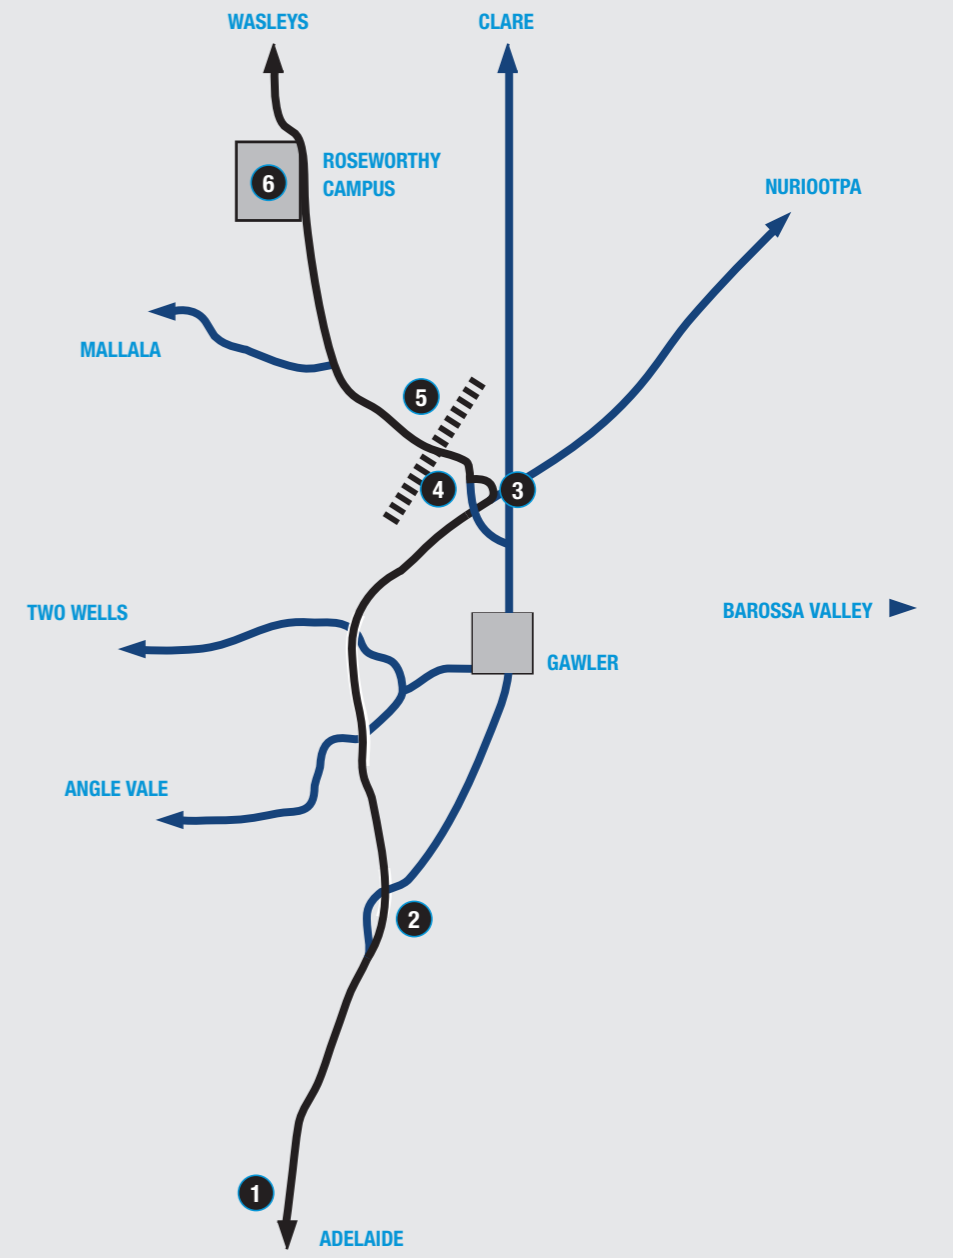 WASLEYS
CLARE
ROSEWORTHY
CAMPUS
6
NURIOOTPA
MALLALA
5
4
3
TWO WELLS
BAROSSA VALLEY
GAWLER
ANGLE VALE
2
1
ADELAIDE